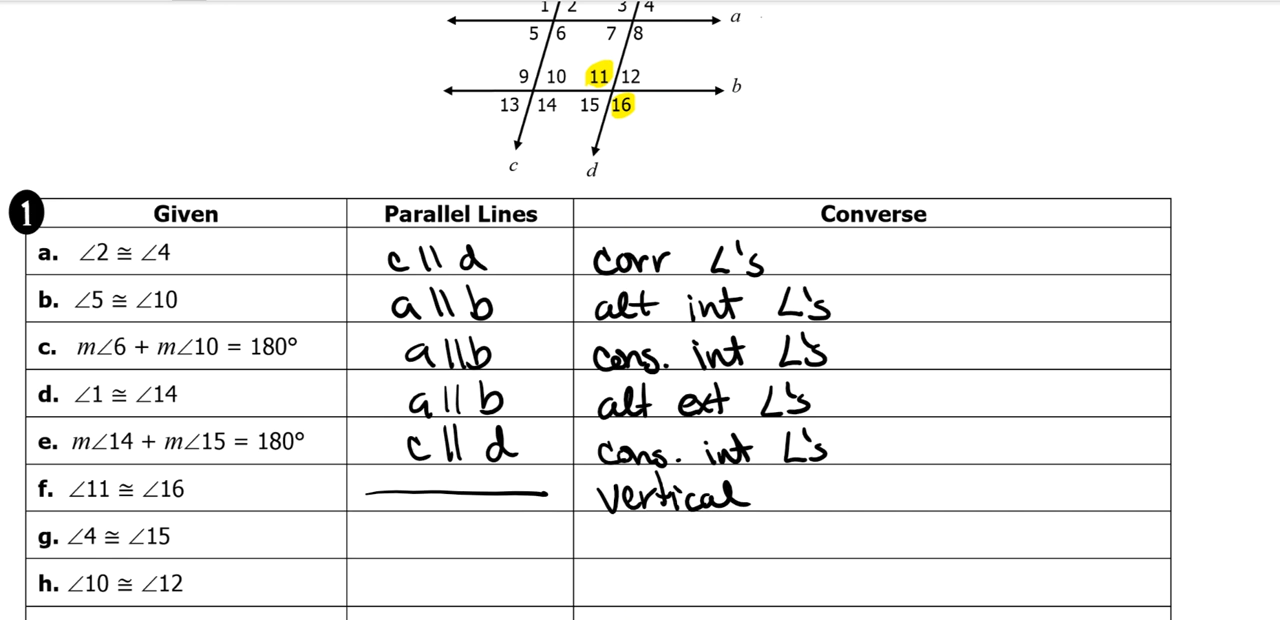 1 2 3 4 a
5 6 7 8
9 10 11 12 b
13 14 15 16
c d
1 Given Parallel Lines Converse
a. ∠2 ≅ ∠4 c || d corr ∠'s
b. ∠5 ≅ ∠10 a || b alt int ∠'s
c. m∠6 + m∠10 = 180° a || b cons. int ∠'s
d. ∠1 ≅ ∠14 a || b alt ext ∠'s
e. m∠14 + m∠15 = 180° c || d cons. int ∠'s
f. ∠11 ≅ ∠16 vertical
g. ∠4 ≅ ∠15
h. ∠10 ≅ ∠12